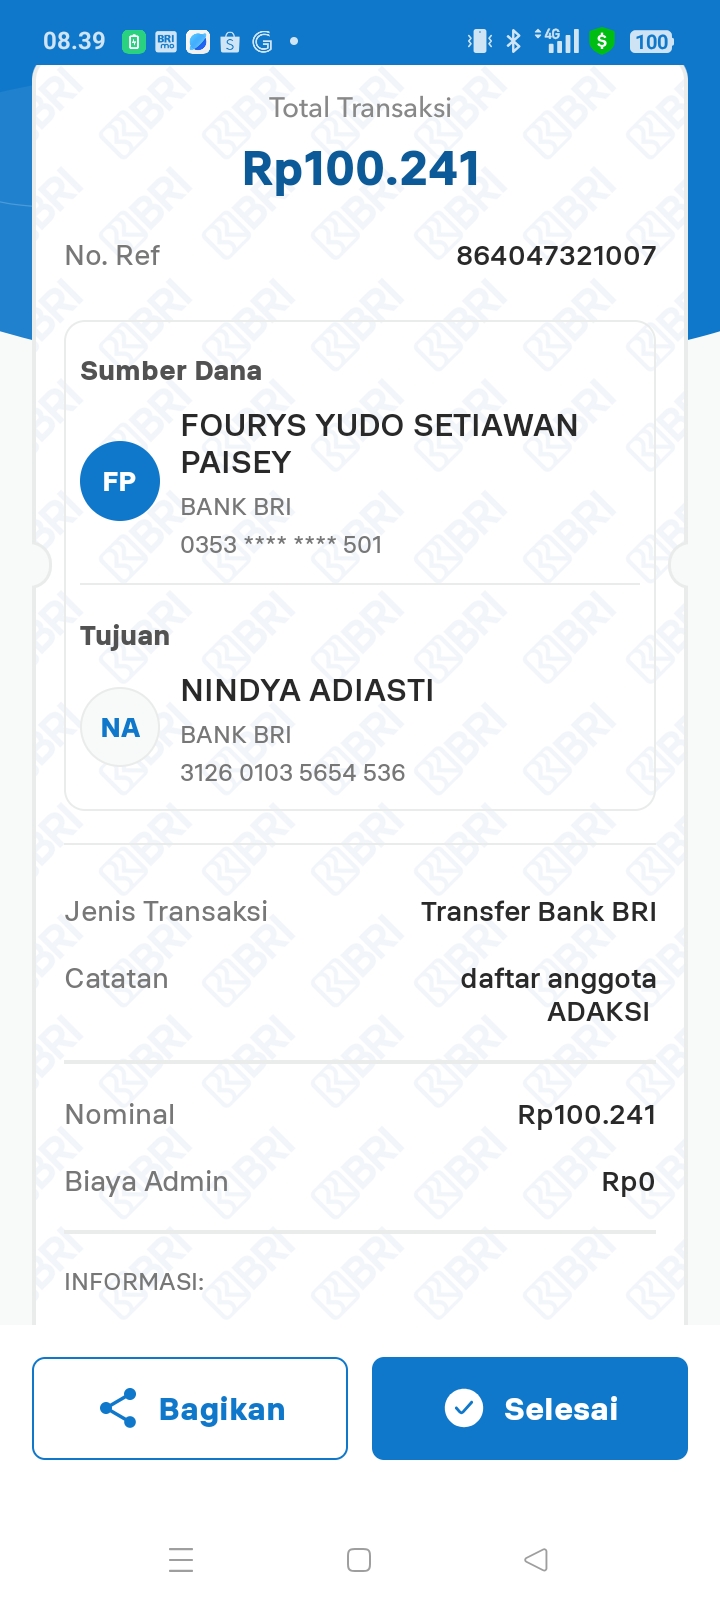 08.39
4G
100
Total Transaksi
Rp100.241
No. Ref
864047321007
Sumber Dana
FP
FOURYS YUDO SETIAWAN
PAISEY
BANK BRI
0353 **** **** 501
Tujuan
NA
NINDYA ADIASTI
BANK BRI
3126 0103 5654 536
Jenis Transaksi
Transfer Bank BRI
Catatan
daftar anggota
ADAKSI
Nominal
Rp100.241
Biaya Admin
Rp0
INFORMASI:
Bagikan
Selesai